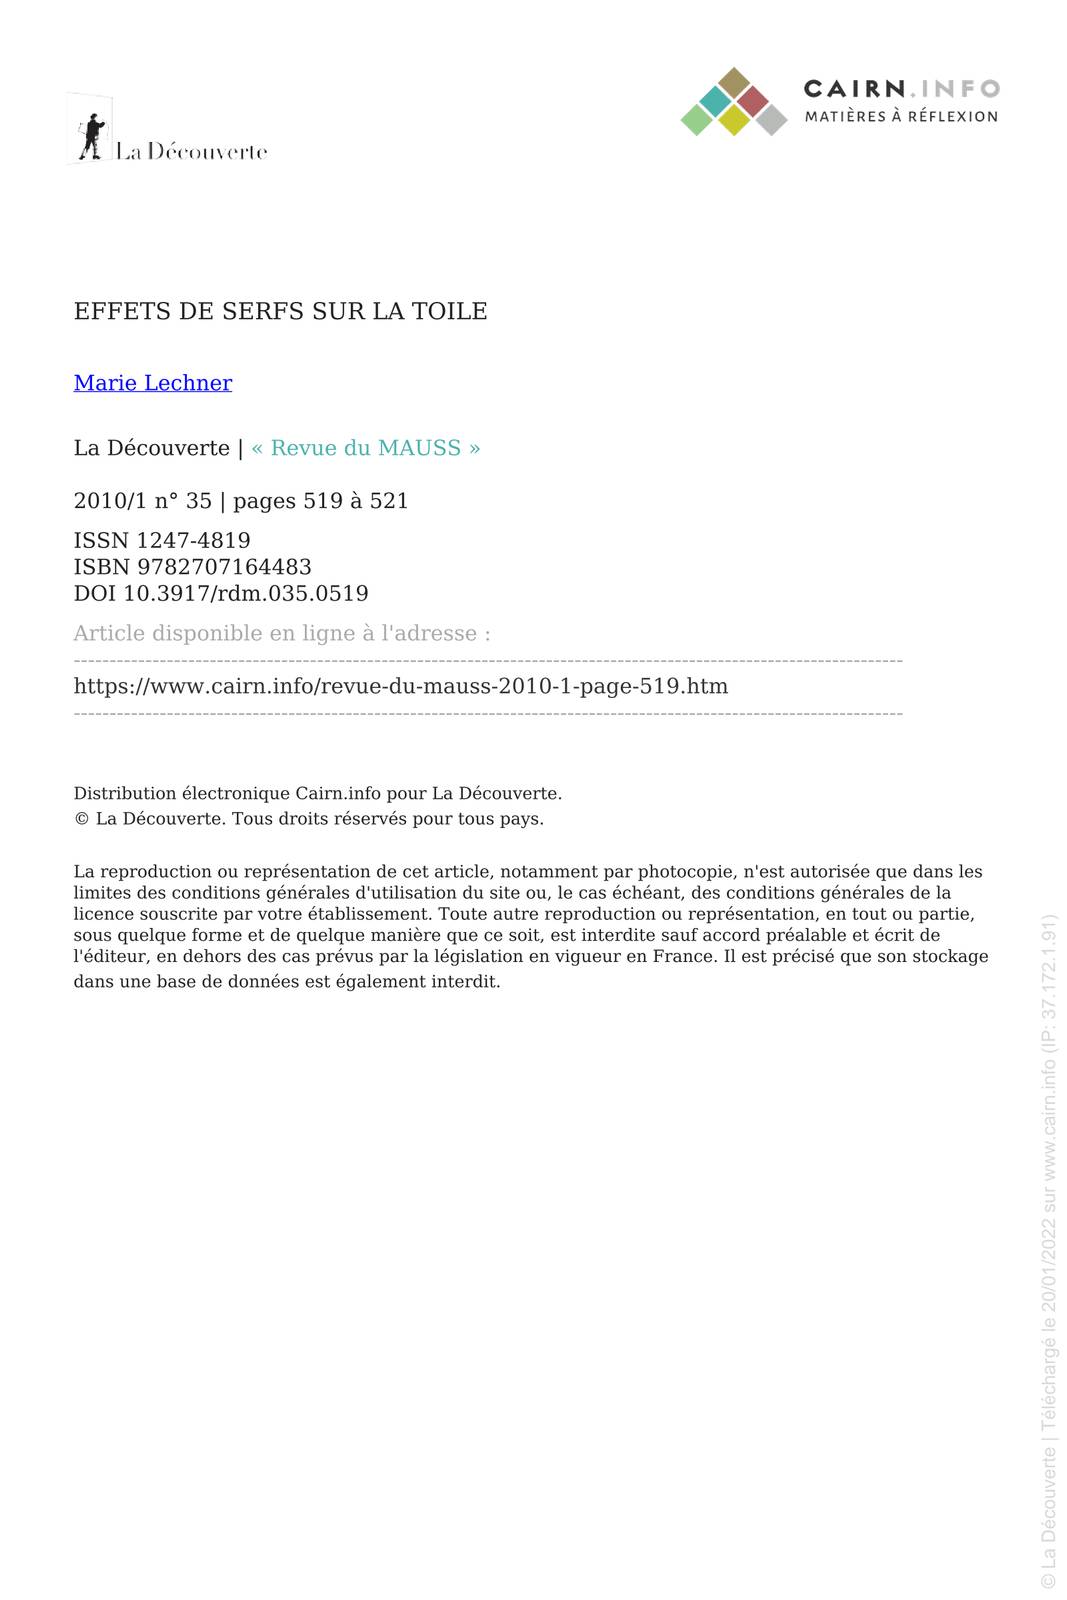 La Découverte
CAIRN.INFO
MATIÈRES À RÉFLEXION
EFFETS DE SERFS SUR LA TOILE
Marie Lechner
La Découverte | « Revue du MAUSS »
2010/1 n° 35 | pages 519 à 521
ISSN 1247-4819
ISBN 9782707164483
DOI 10.3917/rdm.035.0519
Article disponible en ligne à l'adresse :
--------------------------------------------------------------------------------------------------------------------
https://www.cairn.info/revue-du-mauss-2010-1-page-519.htm
--------------------------------------------------------------------------------------------------------------------
Distribution électronique Cairn.info pour La Découverte.
© La Découverte. Tous droits réservés pour tous pays.
La reproduction ou représentation de cet article, notamment par photocopie, n'est autorisée que dans les
limites des conditions générales d'utilisation du site ou, le cas échéant, des conditions générales de la
licence souscrite par votre établissement. Toute autre reproduction ou représentation, en tout ou partie,
sous quelque forme et de quelque manière que ce soit, est interdite sauf accord préalable et écrit de
l'éditeur, en dehors des cas prévus par la législation en vigueur en France. Il est précisé que son stockage
dans une base de données est également interdit.
© La Découverte | Téléchargé le 20/01/2022 sur www.cairn.info (IP: 37.172.1.91)